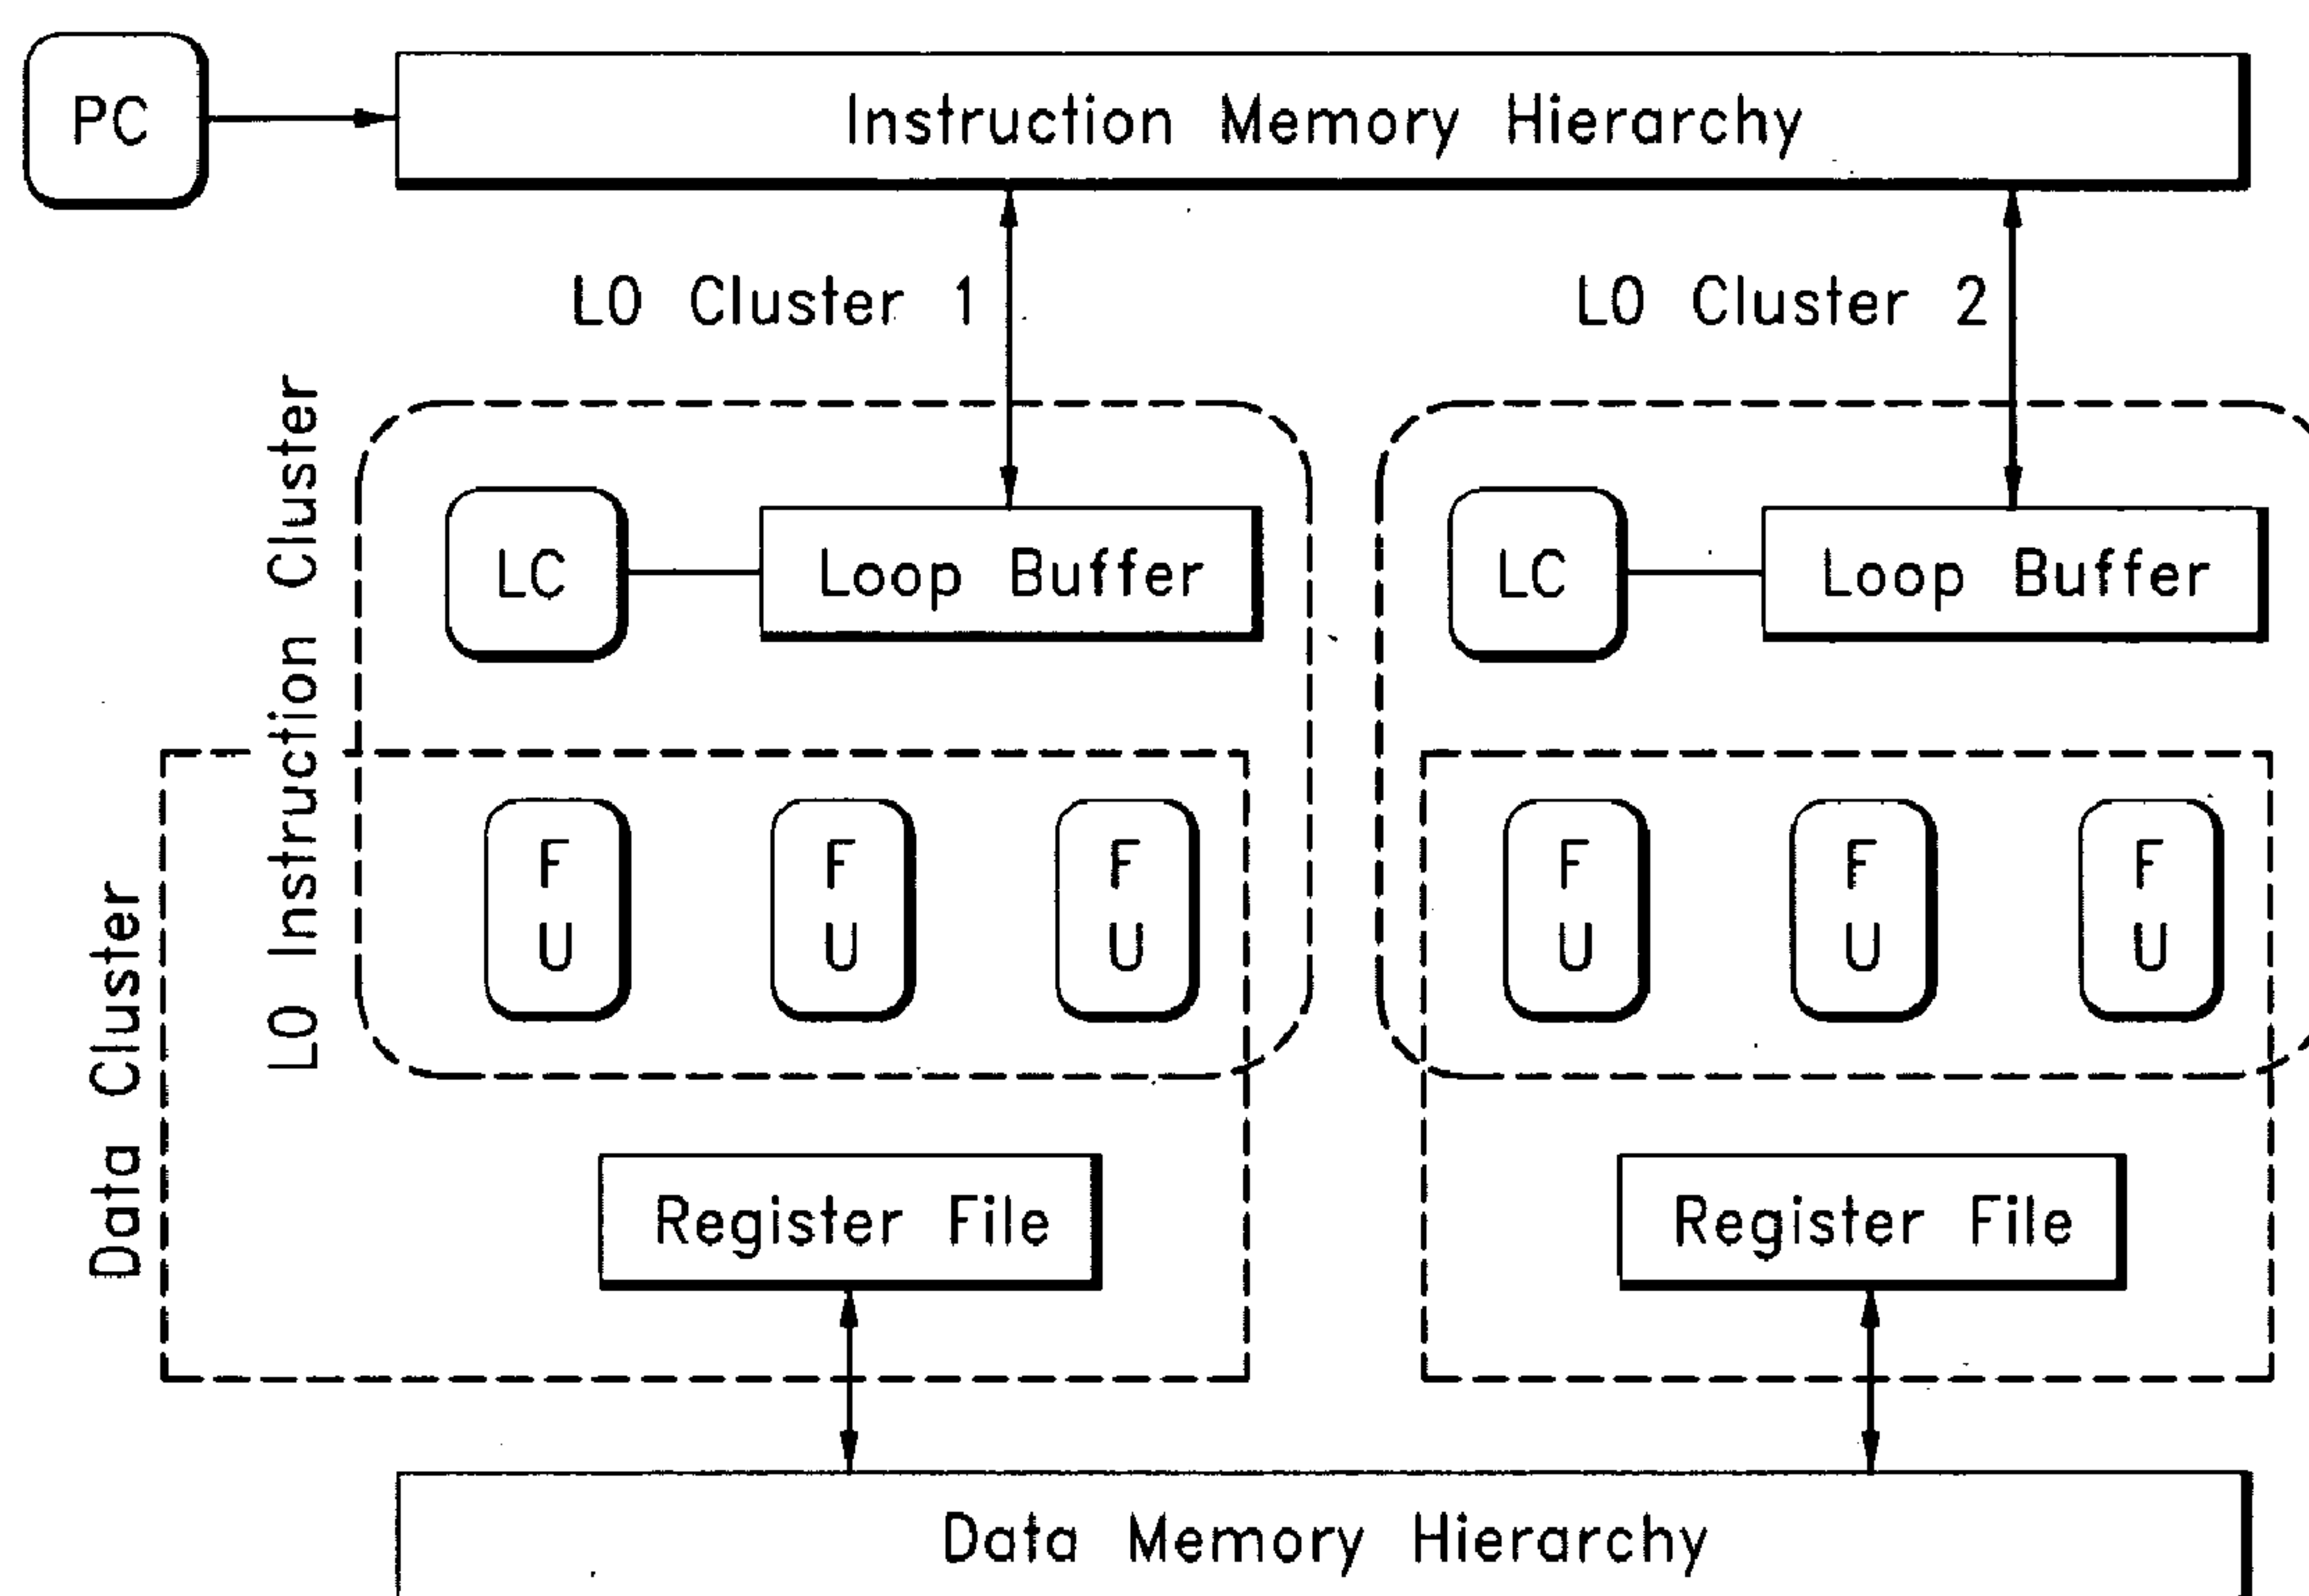 PC
Instruction Memory Hierarchy
L0 Cluster 1
L0 Cluster 2
L0 Instruction Cluster
LC
Loop Buffer
LC
Loop Buffer
Data Cluster
F
U
F
U
F
U
F
U
F
U
F
U
Register File
Register File
Data Memory Hierarchy